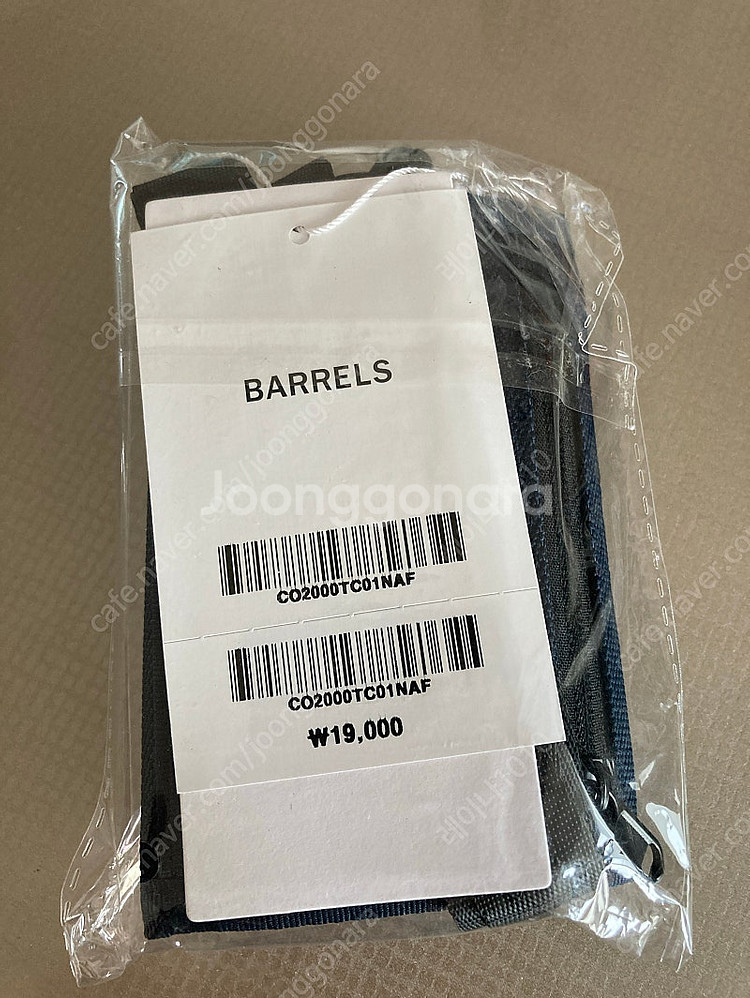 BARRELS
Joonggonara
CO2000TC01NAF
CO2000TC01NAF
₩19,000
cafe.naver.com/joonggonara